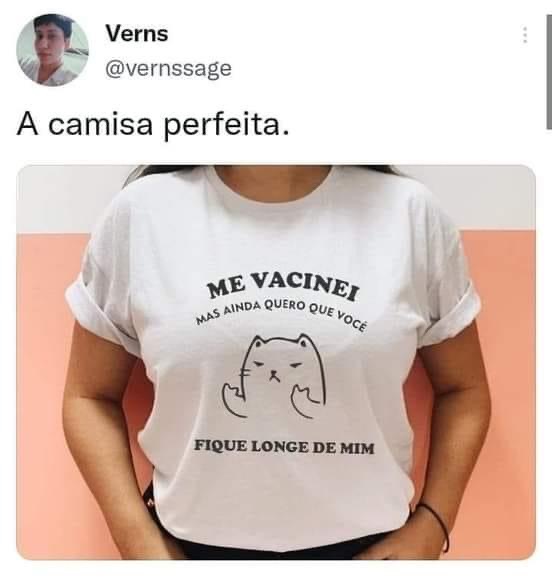 Verns
@vernssage
A camisa perfeita.
ME VACINEI
MAS AINDA QUERO QUE VOCÊ
FIQUE LONGE DE MIM